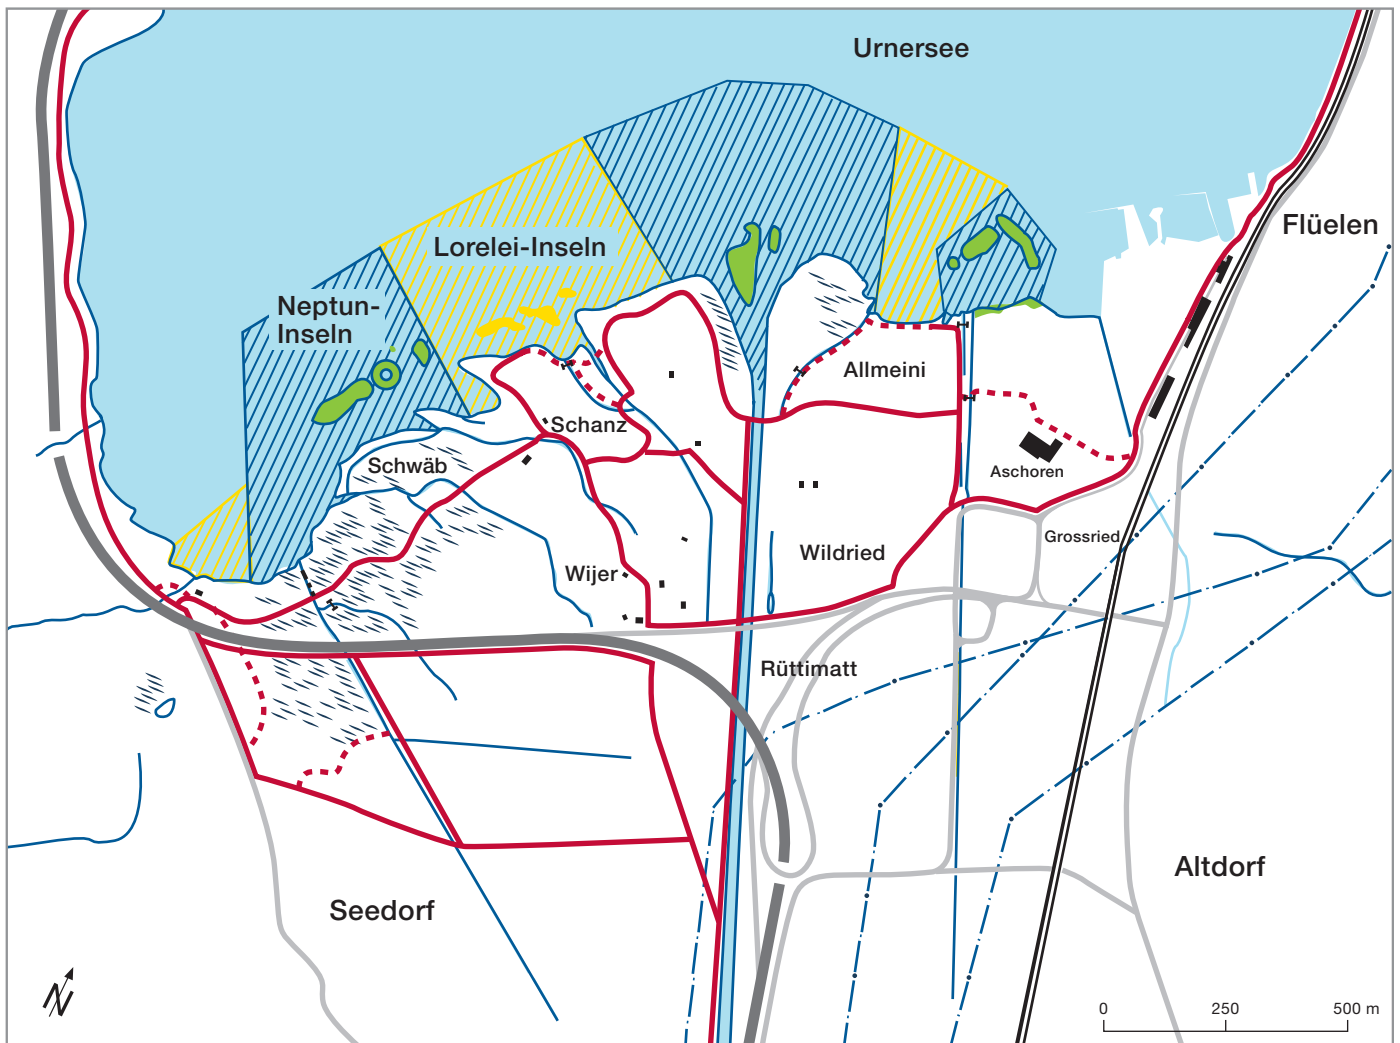 Urnersee
Flüelen
Lorelei-Inseln
Neptun-
Inseln
Allmeini
Schanz
Schwäb
Aschoren
Grossried
Wildried
Wijer
Rüttimatt
Altdorf
Seedorf
N
0 250 500 m